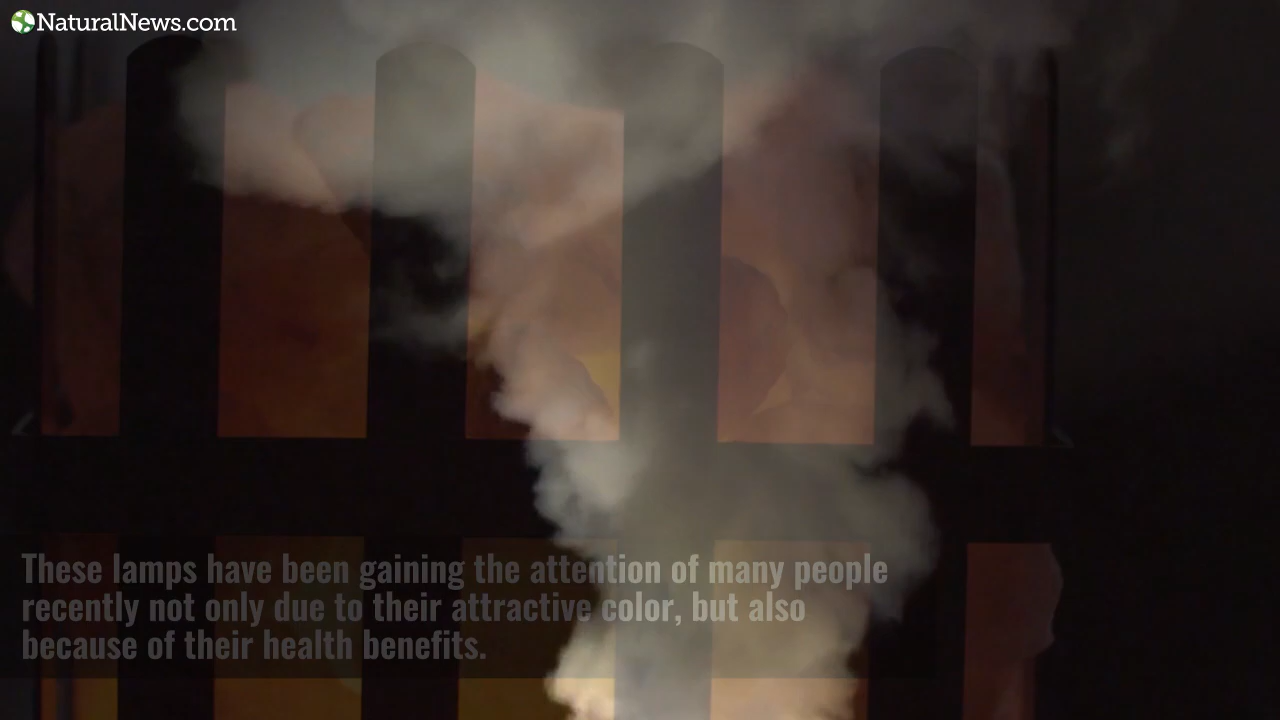 NaturalNews.com
These lamps have been gaining the attention of many people
recently not only due to their attractive color, but also
because of their health benefits.